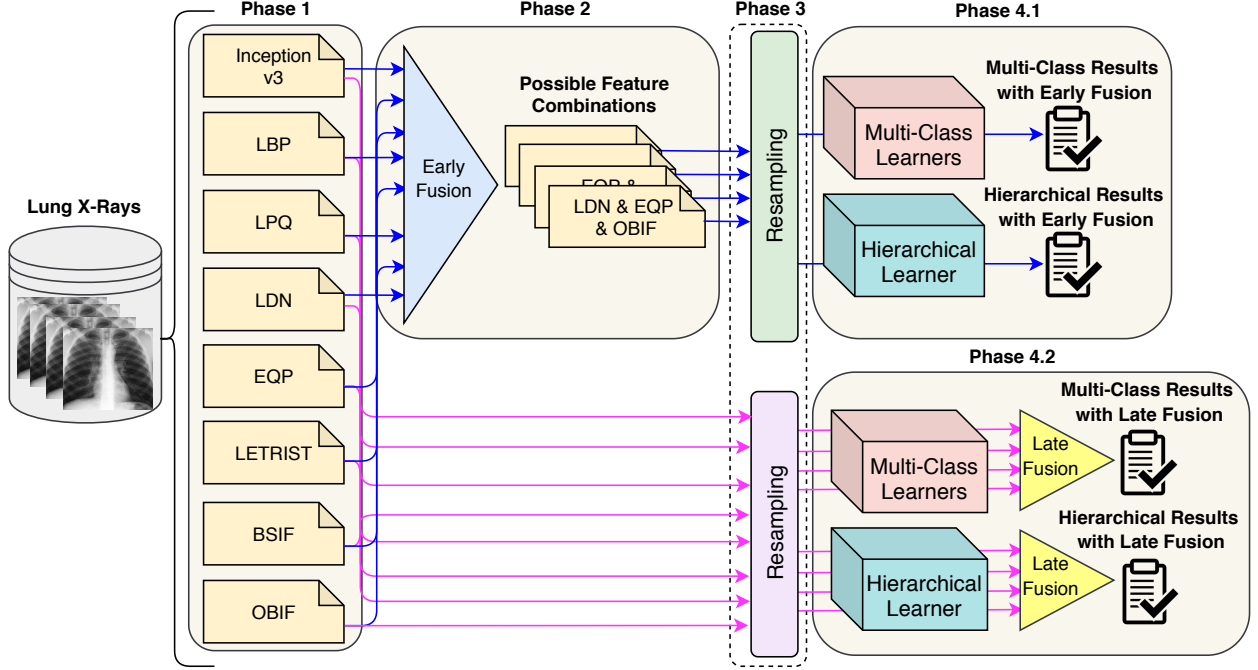 Phase 1
Phase 2
Phase 3
Phase 4.1
Lung X-Rays
Inception
v3
LBP
LPQ
LDN
EQP
LETRIST
BSIF
OBIF
Early
Fusion
Possible Feature
Combinations
LDN & EQP
& OBIF
Resampling
Multi-Class
Learners
Multi-Class Results
with Early Fusion
Hierarchical
Learner
Hierarchical Results
with Early Fusion
Phase 4.2
Resampling
Multi-Class
Learners
Late
Fusion
Multi-Class Results
with Late Fusion
Hierarchical
Learner
Late
Fusion
Hierarchical Results
with Late Fusion